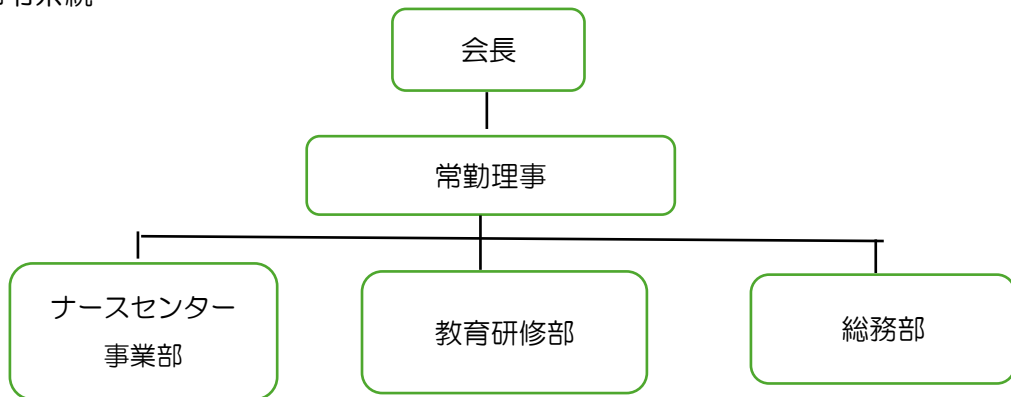 会長
常勤理事
ナースセンター
事業部
教育研修部
総務部